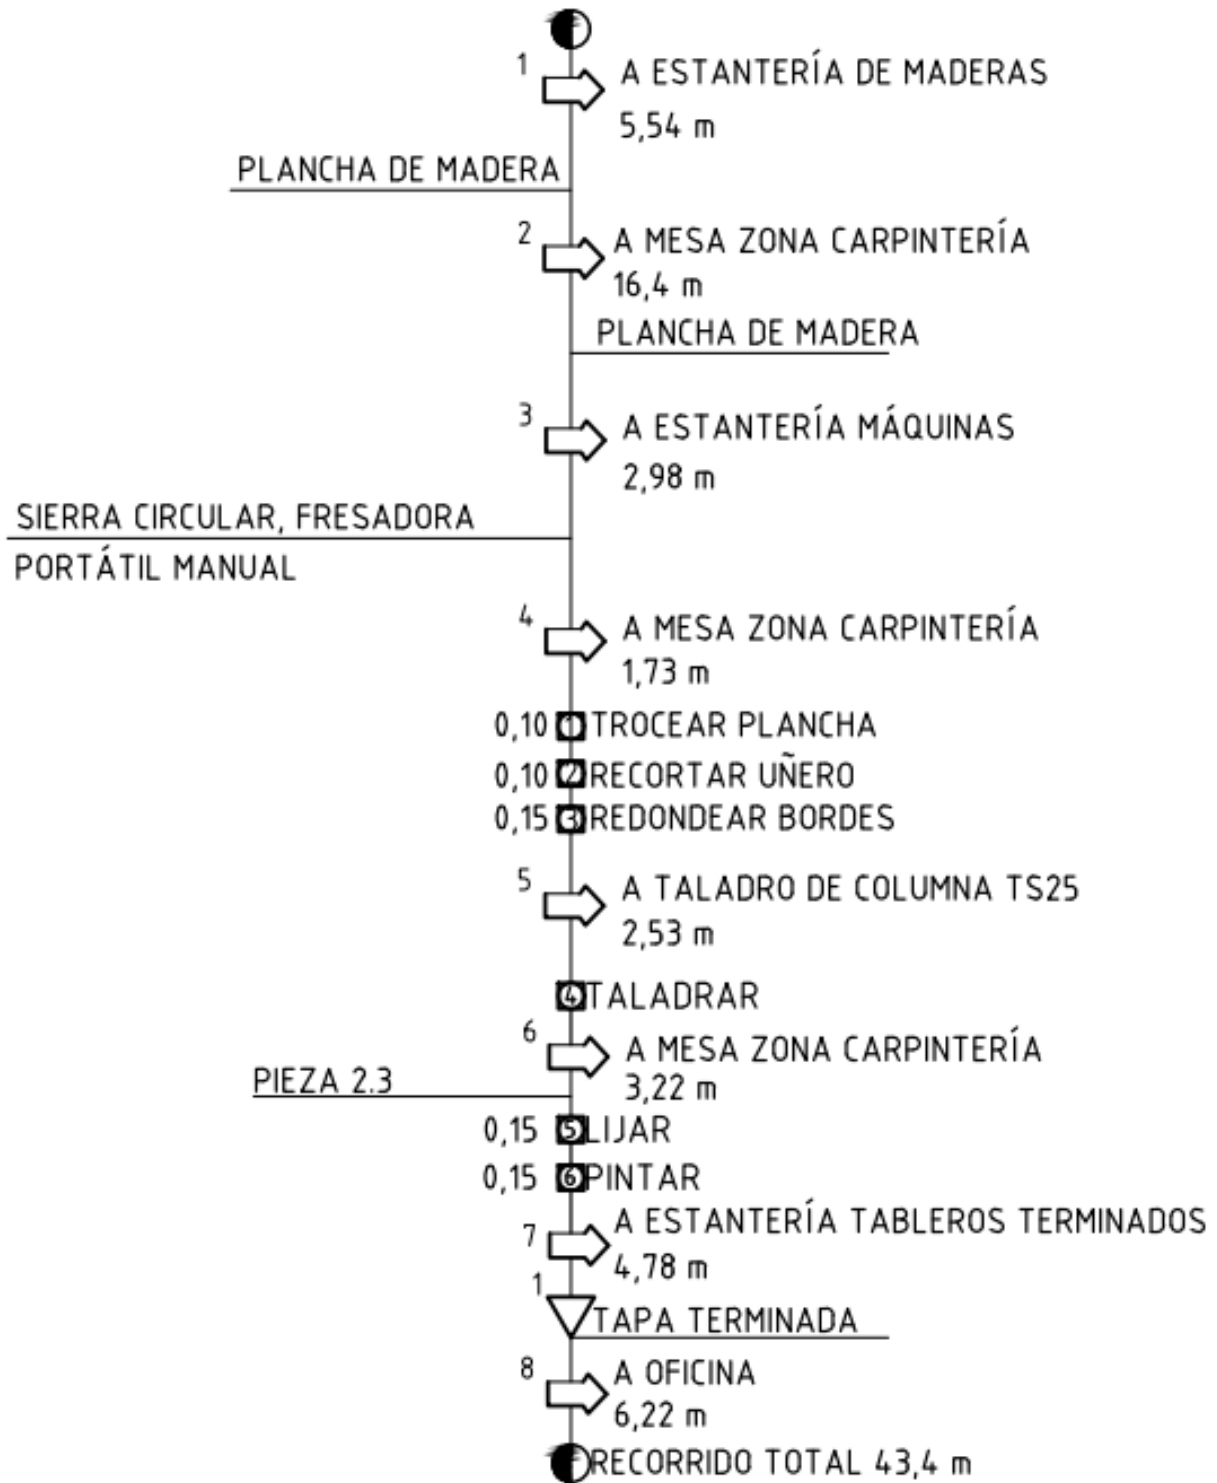 1
A ESTANTERÍA DE MADERAS
5,54 m
PLANCHA DE MADERA
2
A MESA ZONA CARPINTERÍA
16,4 m
PLANCHA DE MADERA
3
A ESTANTERÍA MÁQUINAS
2,98 m
SIERRA CIRCULAR, FRESADORA
PORTÁTIL MANUAL
4
A MESA ZONA CARPINTERÍA
1,73 m
0,10 1 TROCEAR PLANCHA
0,10 2 RECORTAR UÑERO
0,15 3 REDONDEAR BORDES
5
A TALADRO DE COLUMNA TS25
2,53 m
4 TALADRAR
6
A MESA ZONA CARPINTERÍA
3,22 m
PIEZA 2.3
0,15 5 LIJAR
0,15 6 PINTAR
7
A ESTANTERÍA TABLEROS TERMINADOS
4,78 m
1
TAPA TERMINADA
8
A OFICINA
6,22 m
RECORRIDO TOTAL 43,4 m